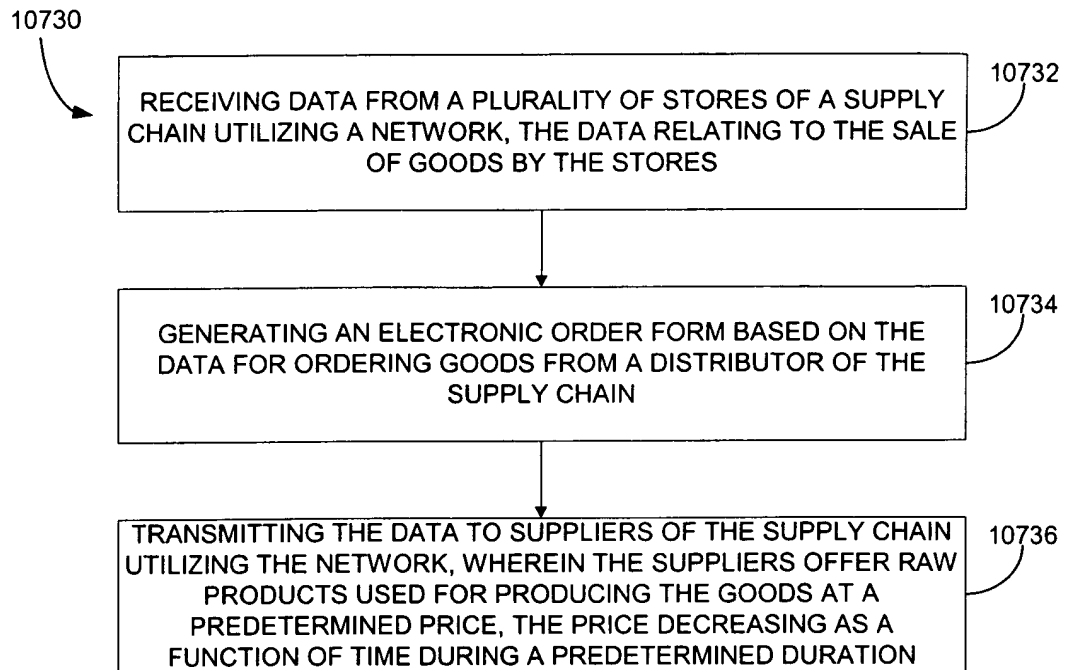 10730
10732
RECEIVING DATA FROM A PLURALITY OF STORES OF A SUPPLY
CHAIN UTILIZING A NETWORK, THE DATA RELATING TO THE SALE
OF GOODS BY THE STORES
10734
GENERATING AN ELECTRONIC ORDER FORM BASED ON THE
DATA FOR ORDERING GOODS FROM A DISTRIBUTOR OF THE
SUPPLY CHAIN
10736
TRANSMITTING THE DATA TO SUPPLIERS OF THE SUPPLY CHAIN
UTILIZING THE NETWORK, WHEREIN THE SUPPLIERS OFFER RAW
PRODUCTS USED FOR PRODUCING THE GOODS AT A
PREDETERMINED PRICE, THE PRICE DECREASING AS A
FUNCTION OF TIME DURING A PREDETERMINED DURATION